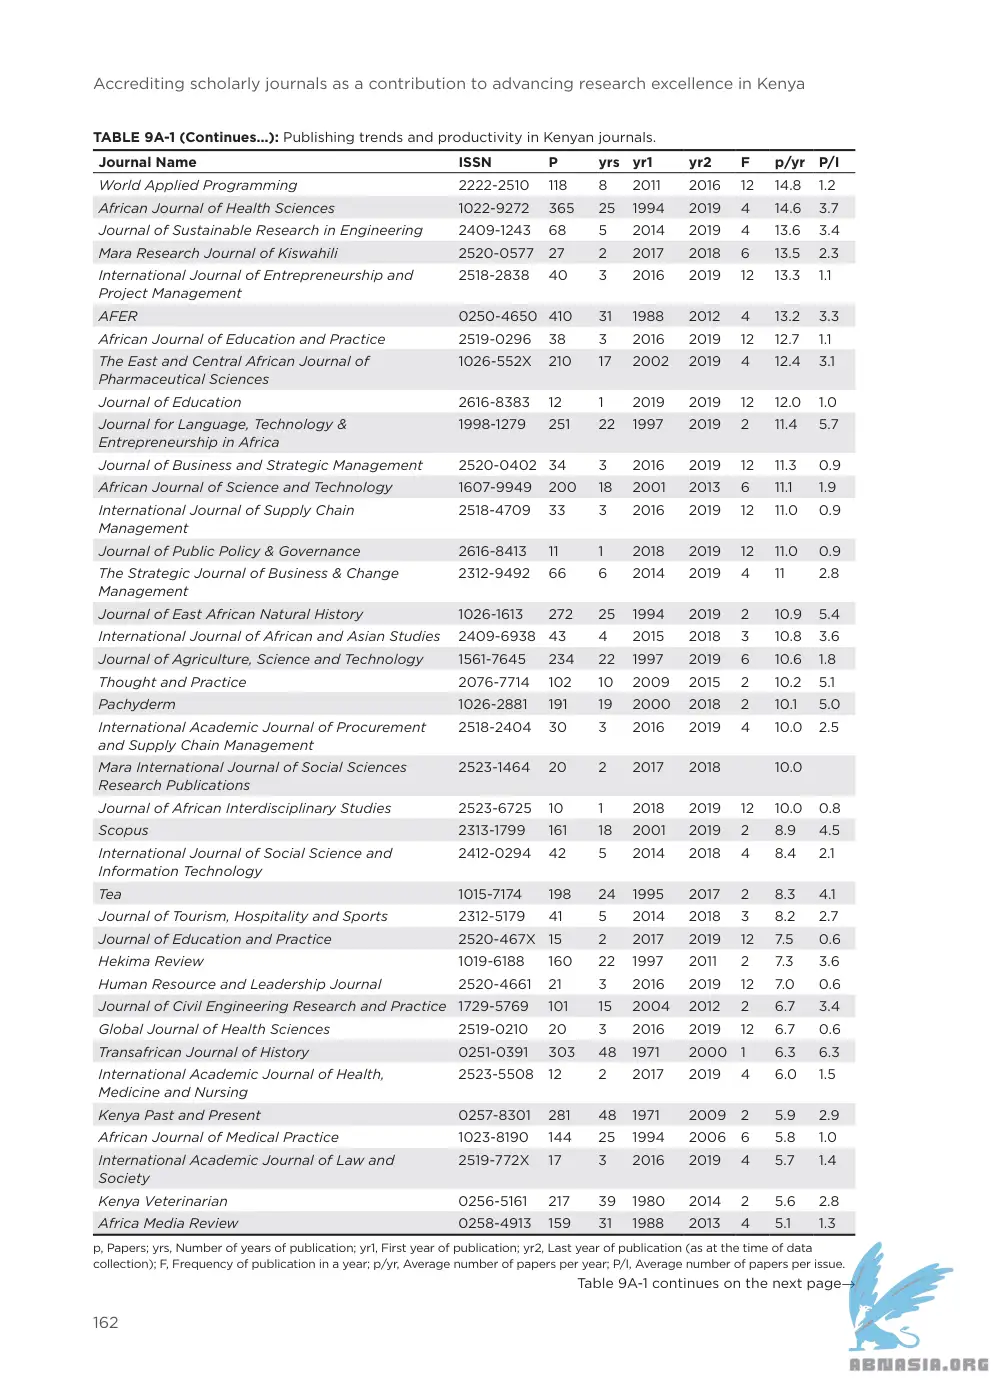 Accrediting scholarly journals as a contribution to advancing research excellence in Kenya
TABLE 9A-1 (Continues...): Publishing trends and productivity in Kenyan journals.
Journal Name ISSN P yrs yr1 yr2 F p/yr P/I
World Applied Programming 2222-2510 118 8 2011 2016 12 14.8 1.2
African Journal of Health Sciences 1022-9272 365 25 1994 2019 4 14.6 3.7
Journal of Sustainable Research in Engineering 2409-1243 68 5 2014 2019 4 13.6 3.4
Mara Research Journal of Kiswahili 2520-0577 27 2 2017 2018 6 13.5 2.3
International Journal of Entrepreneurship and 2518-2838 40 3 2016 2019 12 13.3 1.1
Project Management
AFER 0250-4650 410 31 1988 2012 4 13.2 3.3
African Journal of Education and Practice 2519-0296 38 3 2016 2019 12 12.7 1.1
The East and Central African Journal of 1026-552X 210 17 2002 2019 4 12.4 3.1
Pharmaceutical Sciences
Journal of Education 2616-8383 12 1 2019 2019 12 12.0 1.0
Journal for Language, Technology & 1998-1279 251 22 1997 2019 2 11.4 5.7
Entrepreneurship in Africa
Journal of Business and Strategic Management 2520-0402 34 3 2016 2019 12 11.3 0.9
African Journal of Science and Technology 1607-9949 200 18 2001 2013 6 11.1 1.9
International Journal of Supply Chain 2518-4709 33 3 2016 2019 12 11.0 0.9
Management
Journal of Public Policy & Governance 2616-8413 11 1 2018 2019 12 11.0 0.9
The Strategic Journal of Business & Change 2312-9492 66 6 2014 2019 4 11 2.8
Management
Journal of East African Natural History 1026-1613 272 25 1994 2019 2 10.9 5.4
International Journal of African and Asian Studies 2409-6938 43 4 2015 2018 3 10.8 3.6
Journal of Agriculture, Science and Technology 1561-7645 234 22 1997 2019 6 10.6 1.8
Thought and Practice 2076-7714 102 10 2009 2015 2 10.2 5.1
Pachyderm 1026-2881 191 19 2000 2018 2 10.1 5.0
International Academic Journal of Procurement 2518-2404 30 3 2016 2019 4 10.0 2.5
and Supply Chain Management
Mara International Journal of Social Sciences 2523-1464 20 2 2017 2018 10.0
Research Publications
Journal of African Interdisciplinary Studies 2523-6725 10 1 2018 2019 12 10.0 0.8
Scopus 2313-1799 161 18 2001 2019 2 8.9 4.5
International Journal of Social Science and 2412-0294 42 5 2014 2018 4 8.4 2.1
Information Technology
Tea 1015-7174 198 24 1995 2017 2 8.3 4.1
Journal of Tourism, Hospitality and Sports 2312-5179 41 5 2014 2018 3 8.2 2.7
Journal of Education and Practice 2520-467X 15 2 2017 2019 12 7.5 0.6
Hekima Review 1019-6188 160 22 1997 2011 2 7.3 3.6
Human Resource and Leadership Journal 2520-4661 21 3 2016 2019 12 7.0 0.6
Journal of Civil Engineering Research and Practice 1729-5769 101 15 2004 2012 2 6.7 3.4
Global Journal of Health Sciences 2519-0210 20 3 2016 2019 12 6.7 0.6
Transafrican Journal of History 0251-0391 303 48 1971 2000 1 6.3 6.3
International Academic Journal of Health, 2523-5508 12 2 2017 2019 4 6.0 1.5
Medicine and Nursing
Kenya Past and Present 0257-8301 281 48 1971 2009 2 5.9 2.9
African Journal of Medical Practice 1023-8190 144 25 1994 2006 6 5.8 1.0
International Academic Journal of Law and 2519-772X 17 3 2016 2019 4 5.7 1.4
Society
Kenya Veterinarian 0256-5161 217 39 1980 2014 2 5.6 2.8
Africa Media Review 0258-4913 159 31 1988 2013 4 5.1 1.3
p, Papers; yrs, Number of years of publication; yr1, First year of publication; yr2, Last year of publication (as at the time of data
collection); F, Frequency of publication in a year; p/yr, Average number of papers per year; P/I, Average number of papers per issue.
Table 9A-1 continues on the next page→
162
ABNASIA.ORG